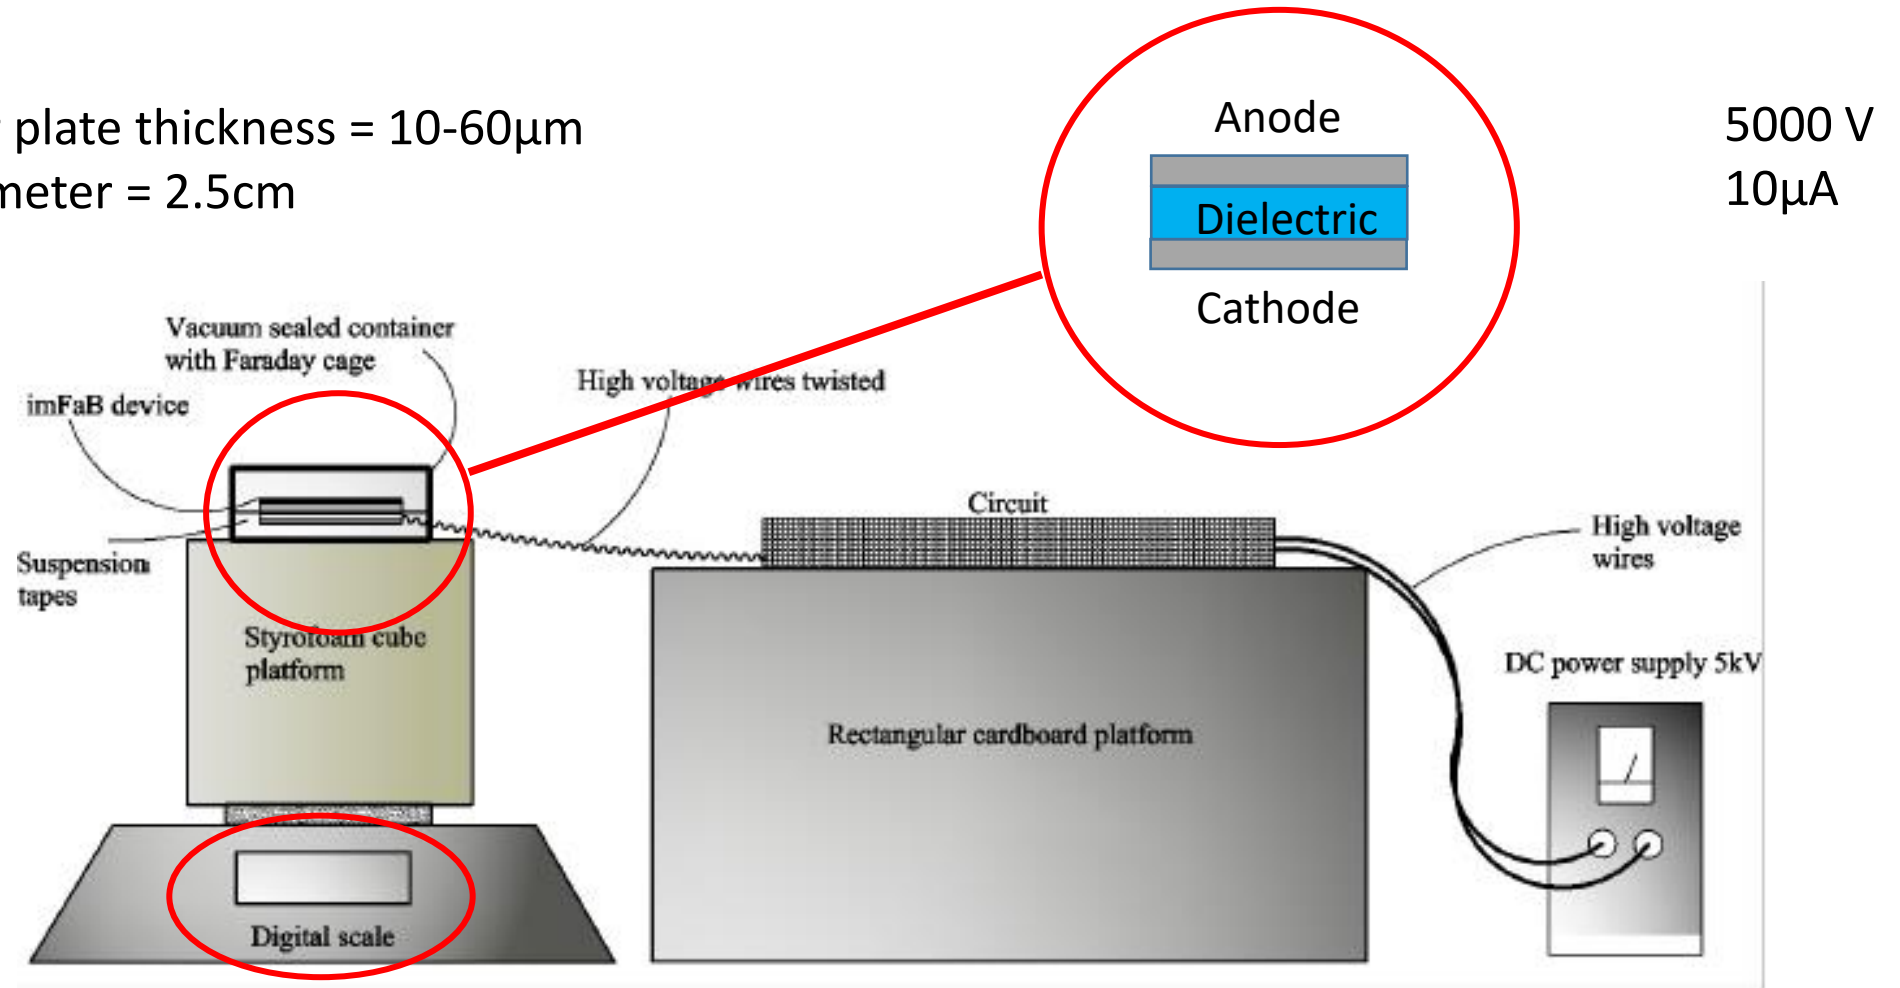 plate thickness = 10-60μm
meter = 2.5cm
Anode
Dielectric
Cathode
5000 V
10μA
Vacuum sealed container
with Faraday cage
imFaB device
High voltage wires twisted
Circuit
High voltage
wires
Suspension
tapes
Styrofoam cube
platform
DC power supply 5kV
Rectangular cardboard platform
Digital scale